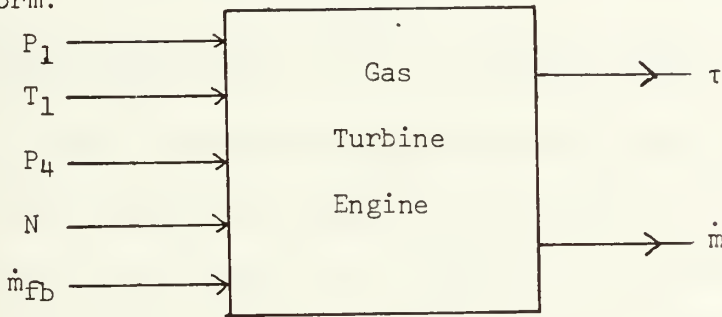 orm.
P₁
T₁
P₄
N
ṁfb
Gas
Turbine
Engine
τ
ṁ